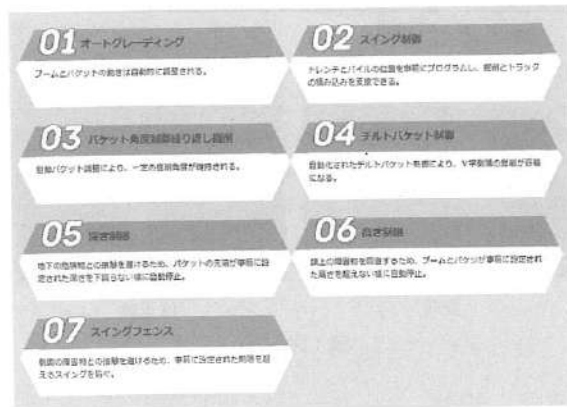 01 オートグレーディング
ブームとバケットの動きは自動的に調整される。
02 スイング制御
トレンチとパイルの位置を事前にプログラムし、掘削とトラック
の積み込みを支援できる。
03 バケット角度制御繰り返し掘削
自動バケット調整により、一定の掘削角度が維持される。
04 チルトバケット制御
自動化されたチルトバケット制御により、V字側溝の掘削が容易
になる。
05 深さ制限
地下の危険物との衝撃を避けるため、バケットの先端が事前に設
定された高さを下回らない様に自動停止。
06 高さ制限
頭上の障害物を回避するため、ブームとバケツが事前に設定され
た高さを超えない様に自動停止。
07 スイングフェンス
側面の障害物との衝撃を避けるため、事前に設定された制限を超
えるスイングを防ぐ。